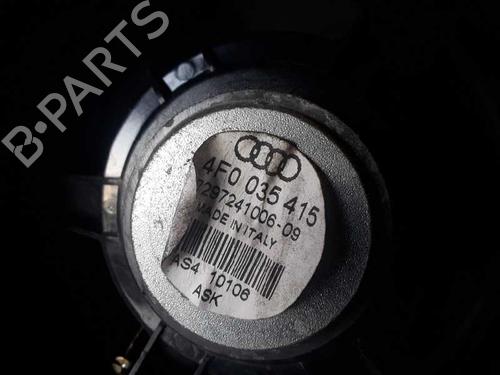 B·PARTS
4F0 035 415
7297241006-09
MADE IN ITALY
AS4 10106
ASK